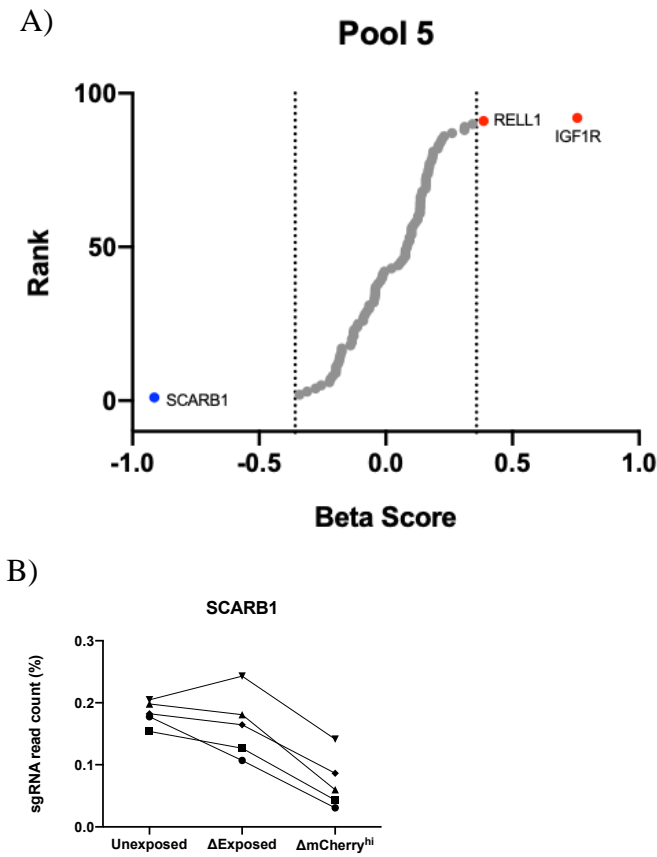 A)
Pool 5
100
RELL1
IGF1R
50
Rank
0
SCARB1
-1.0 -0.5 0.0 0.5 1.0
Beta Score
B)
SCARB1
0.3
0.2
sgRNA read count (%)
0.1
0.0
Unexposed ΔExposed ΔmCherryʰⁱ